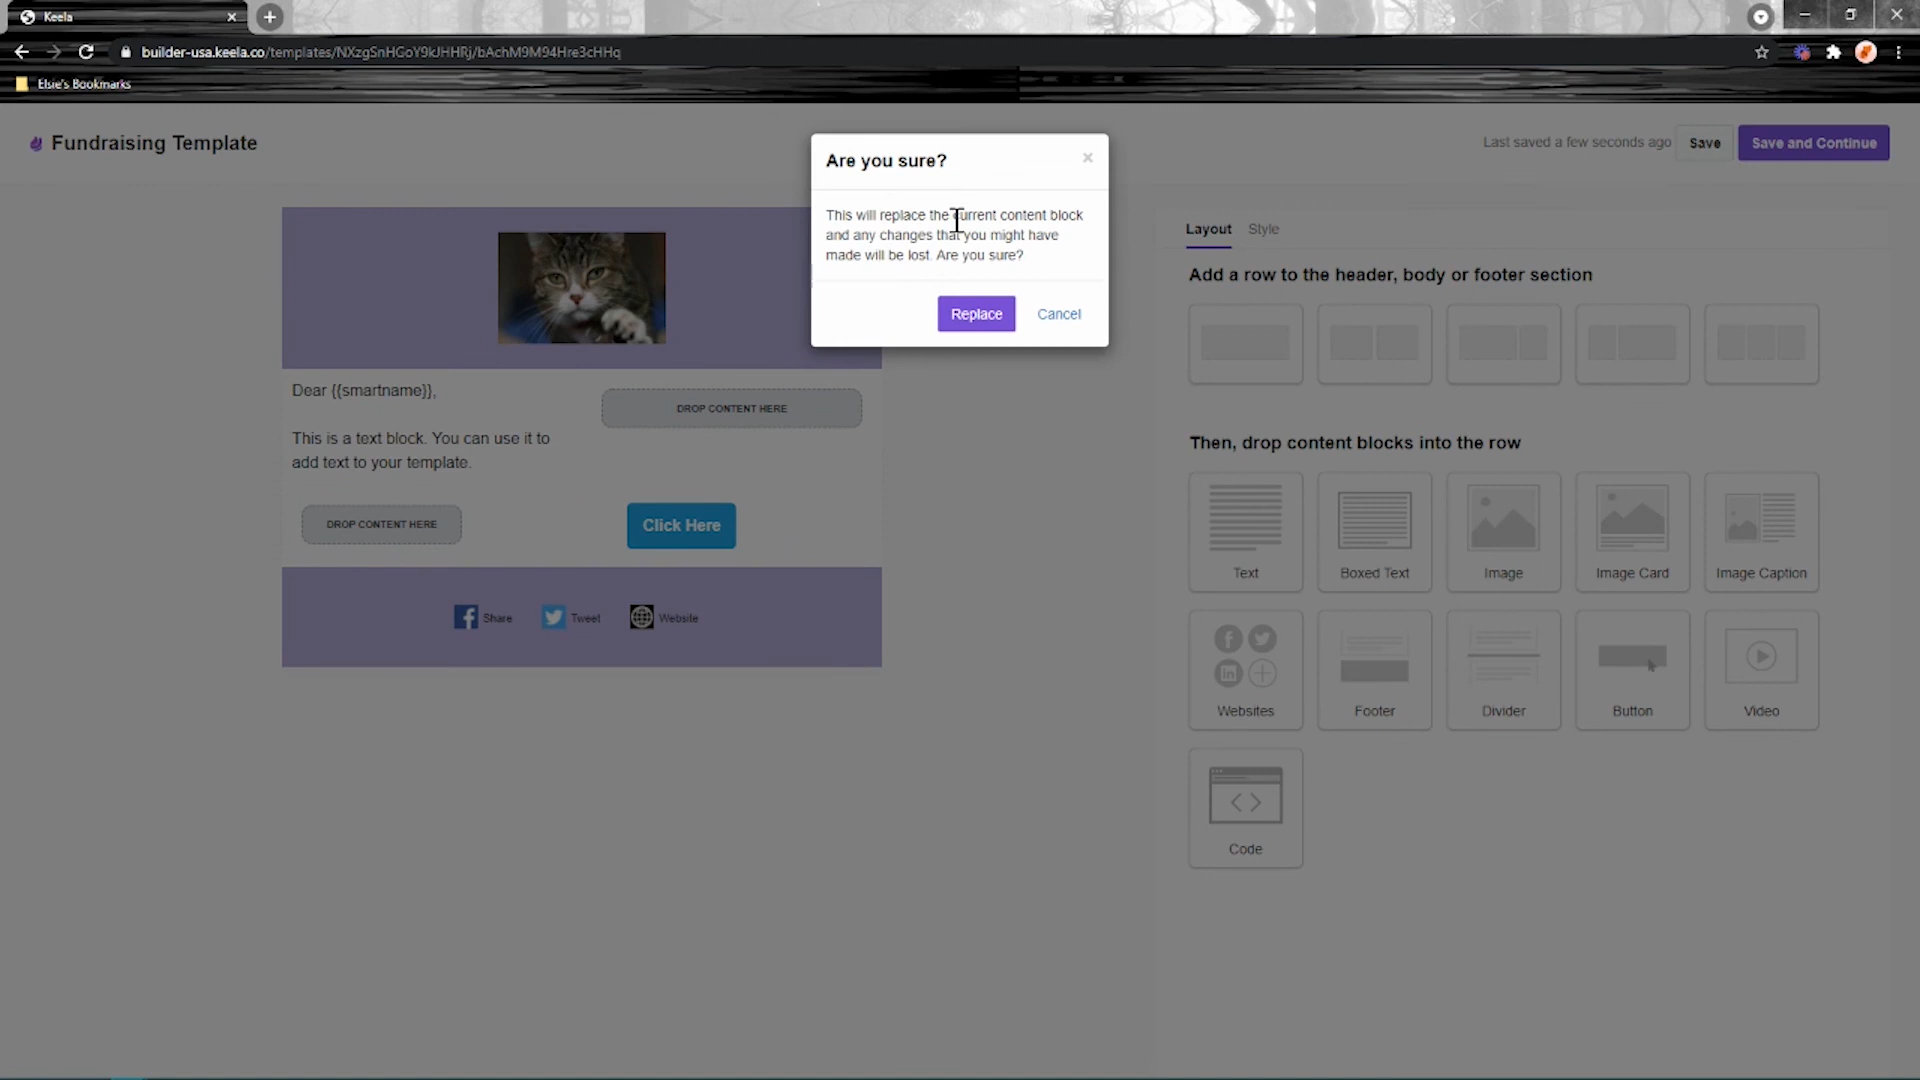 Keela
builder-usa.keela.co/templates/NXzgSnHGoY9kJHHRj/bAchM9M94Hre3cHHq
Elsie's Bookmarks
Fundraising Template
Last saved a few seconds ago
Save
Save and Continue
Are you sure?
This will replace the current content block
and any changes that you might have
made will be lost. Are you sure?
Replace
Cancel
Dear {{smartname}},
This is a text block. You can use it to
add text to your template.
DROP CONTENT HERE
DROP CONTENT HERE
Click Here
Share
Tweet
Website
Layout
Style
Add a row to the header, body or footer section
Then, drop content blocks into the row
Text
Boxed Text
Image
Image Card
Image Caption
Websites
Footer
Divider
Button
Video
Code